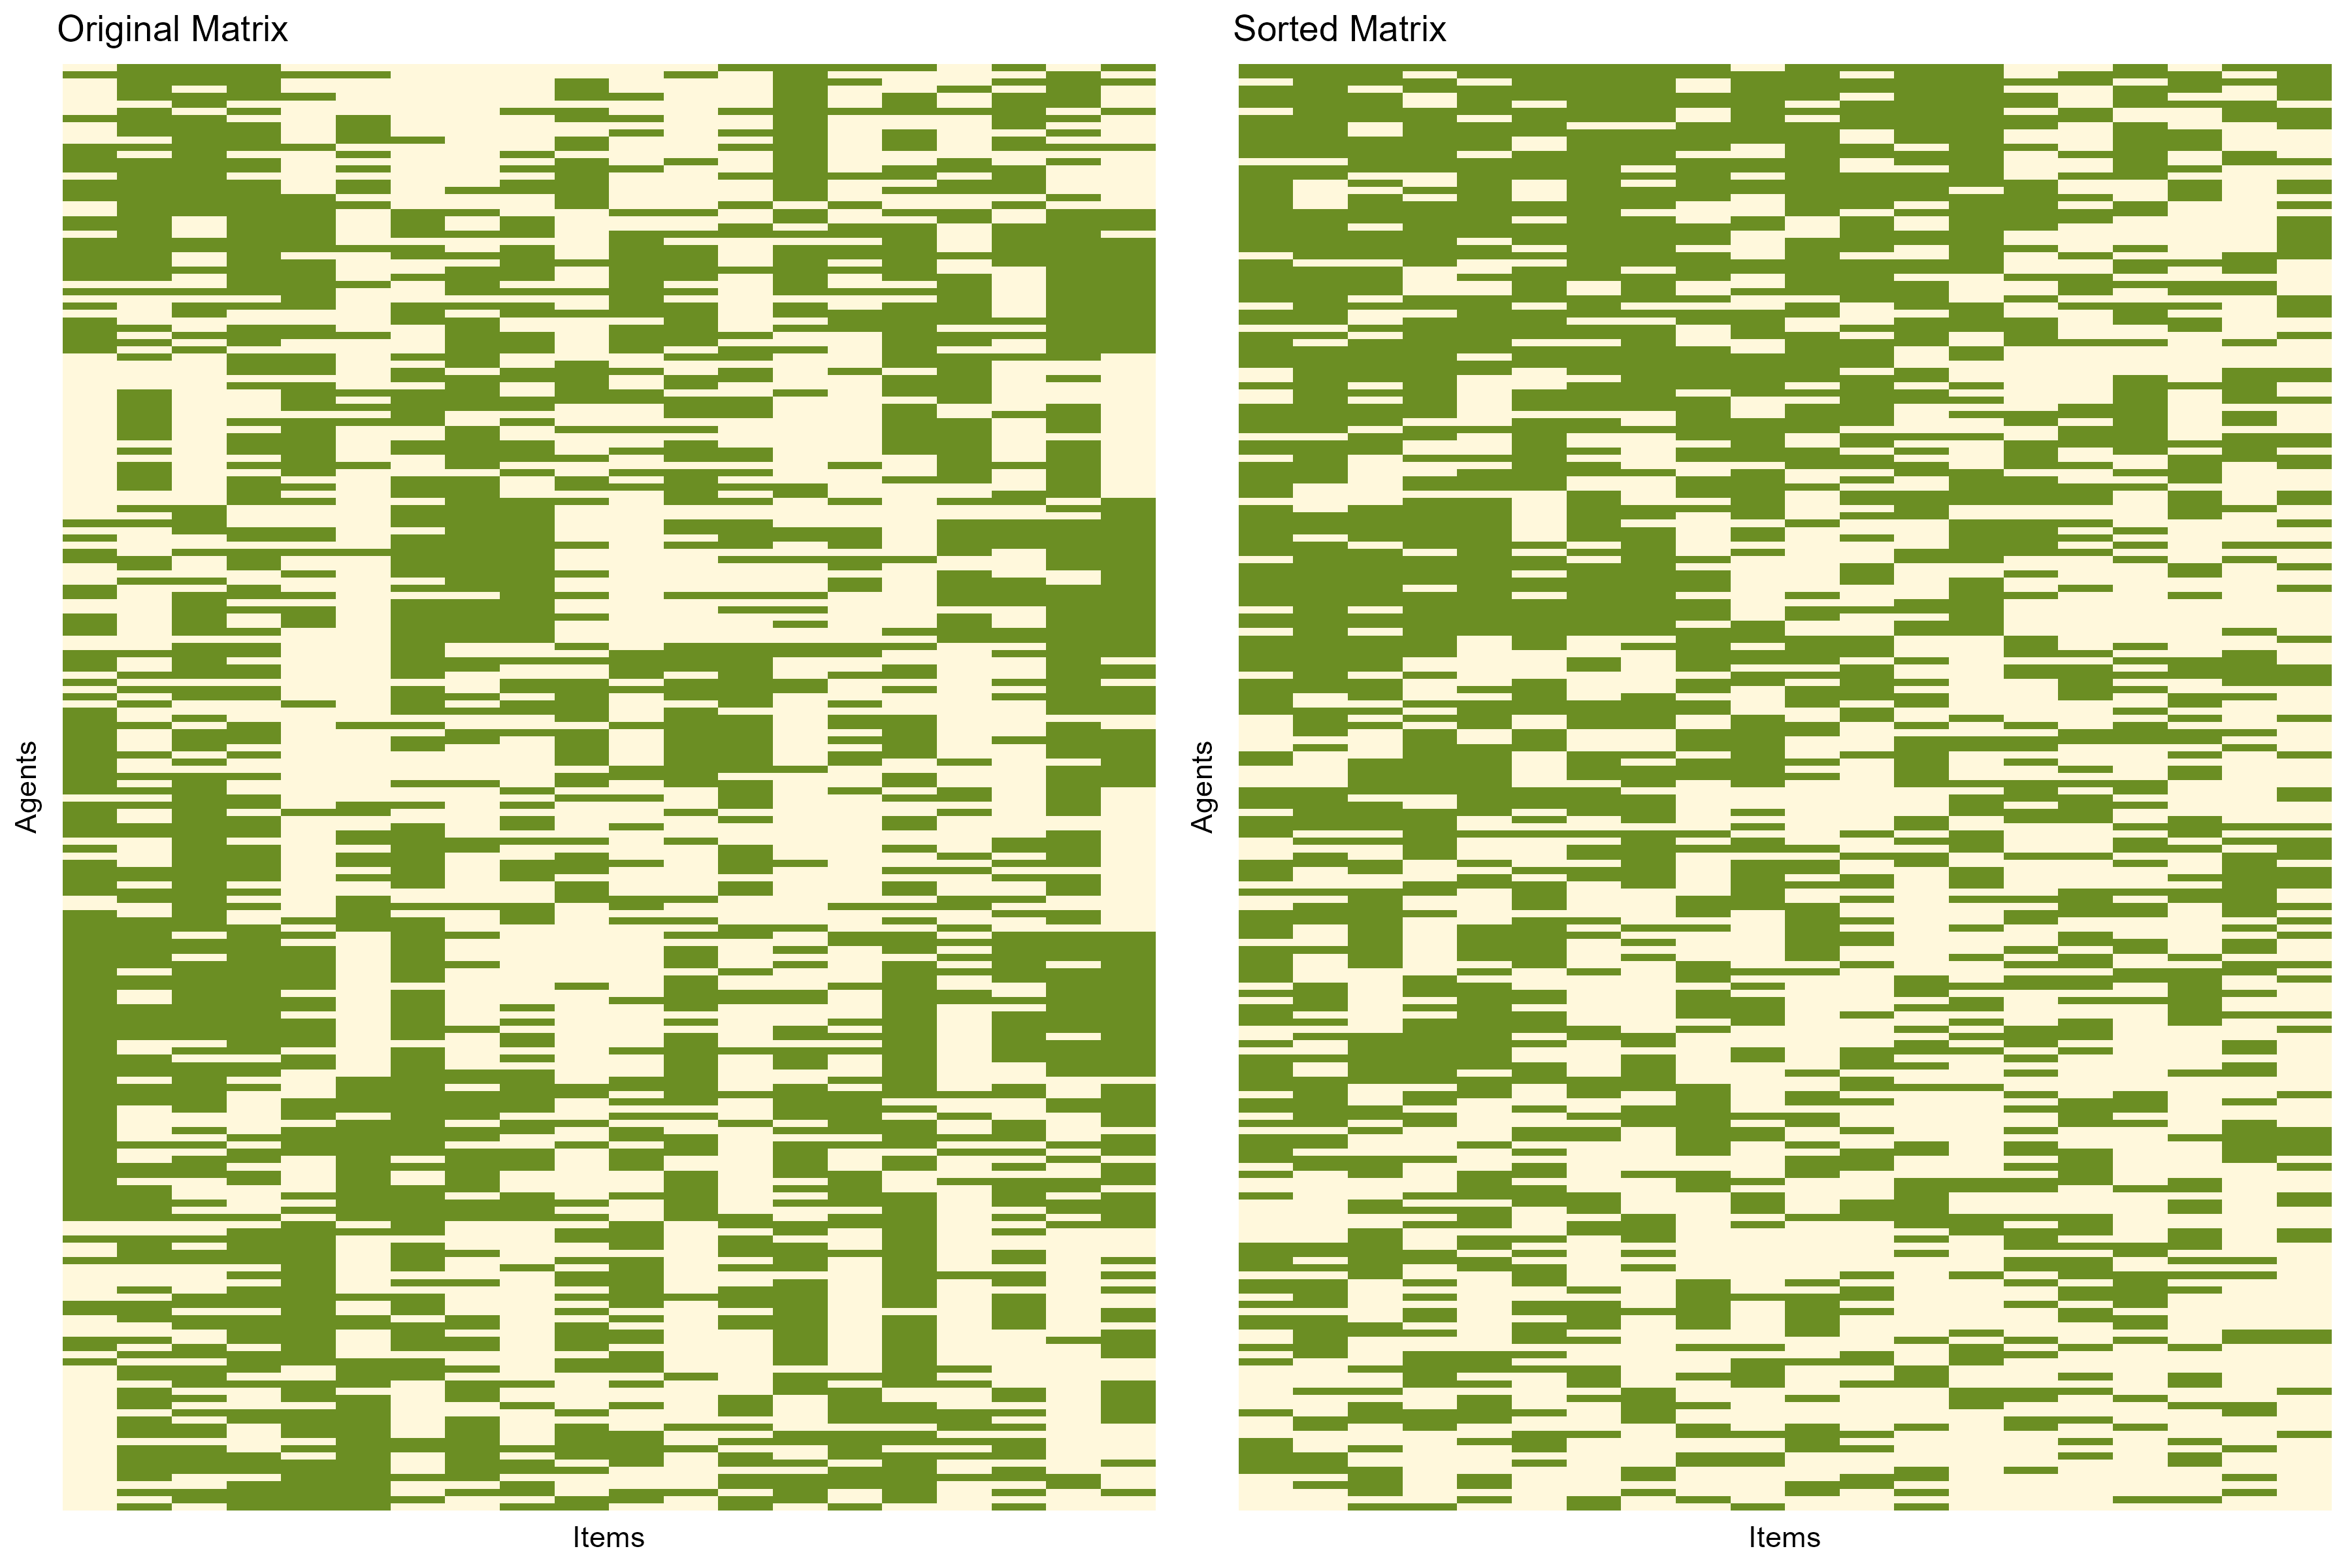 Original Matrix
Agents
Items
Sorted Matrix
Agents
Items